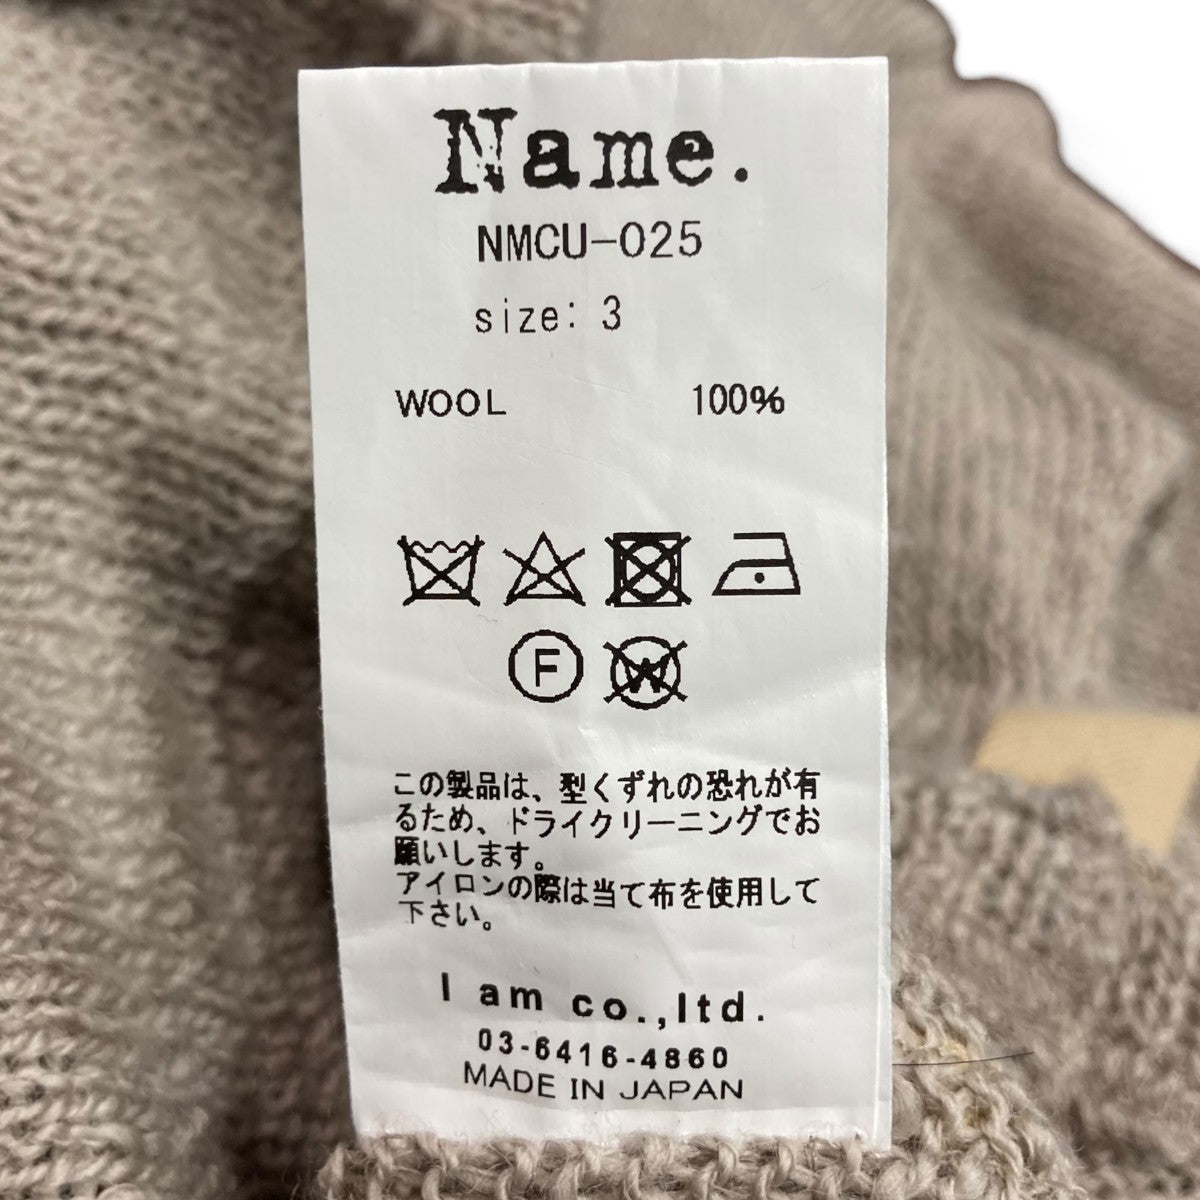 Name.
NMCU-025
size: 3
WOOL 100%
F
W
この製品は、型くずれの恐れが有
るため、ドライクリーニングでお
願いします。
アイロンの際は当て布を使用して
下さい。
I am co.,ltd.
03-6416-4860
MADE IN JAPAN